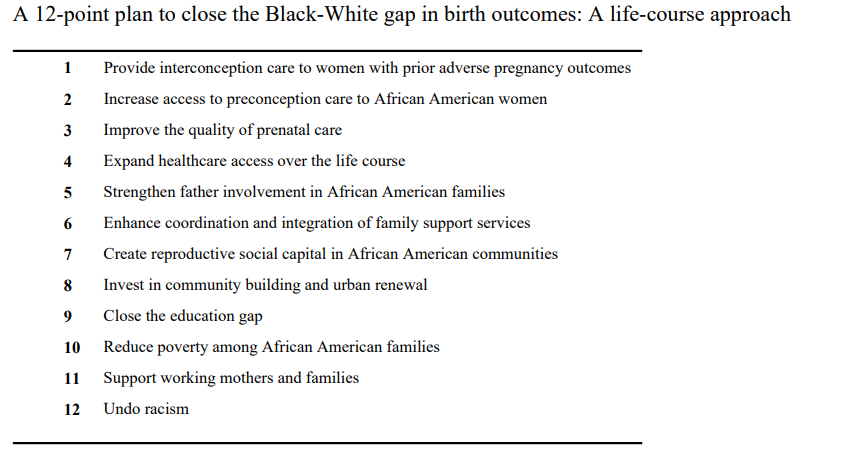 A 12-point plan to close the Black-White gap in birth outcomes: A life-course approach
1 Provide interconception care to women with prior adverse pregnancy outcomes
2 Increase access to preconception care to African American women
3 Improve the quality of prenatal care
4 Expand healthcare access over the life course
5 Strengthen father involvement in African American families
6 Enhance coordination and integration of family support services
7 Create reproductive social capital in African American communities
8 Invest in community building and urban renewal
9 Close the education gap
10 Reduce poverty among African American families
11 Support working mothers and families
12 Undo racism